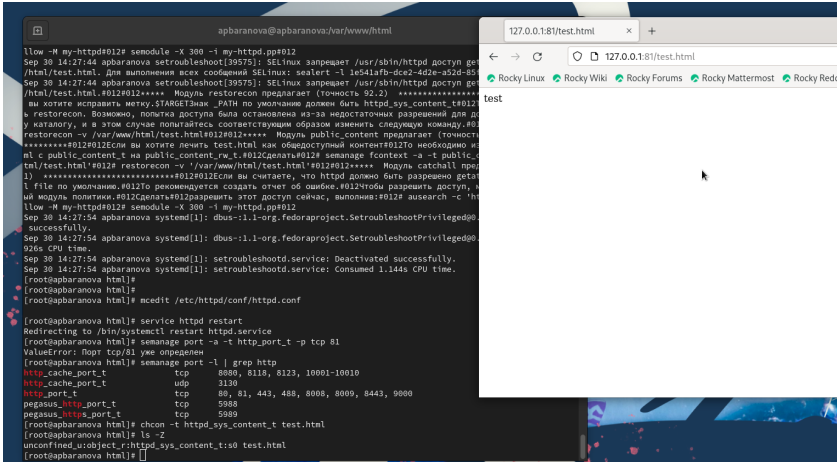 apbaranova@apbaranova:/var/www/html
llow -M my-httpd#012# semodule -X 300 -i my-httpd.pp#012
Sep 30 14:27:44 apbaranova setroubleshoot[39575]: SELinux запрещает /usr/sbin/httpd доступ get
/html/test.html. Для выполнения всех сообщений SELinux: sealert -l 1e541afb-dce2-4d2e-a52d-85
Sep 30 14:27:44 apbaranova setroubleshoot[39575]: SELinux запрещает /usr/sbin/httpd доступ get
/html/test.html.#012#012***** Модуль restorecon предлагает (точность 92.2) ******************
вы хотите исправить метку.$TARGETЗнак _PATH по умолчанию должен быть httpd_sys_content_t#012
ь restorecon. Возможно, попытка доступа была остановлена из-за недостаточных разрешений для до
у каталогу, и в этом случае попытайтесь соответствующим образом изменить следующую команду.#0
restorecon -v /var/www/html/test.html#012#012***** Модуль public_content предлагает (точность
*********#012#012Если вы хотите лечить test.html как общедоступный контент#12То необходимо из
ml с public_content_t на public_content_rw_t.#012Сделать#012# semanage fcontext -a -t public_c
tml/test.html'#012# restorecon -v '/var/www/html/test.html'#012#012***** Модуль catchall пред
1) **************************#012#012Если вы считаете, что httpd должно быть разрешено getat
l file по умолчанию.#012То рекомендуется создать отчет об ошибке.#012Чтобы разрешить доступ, м
ый модуль политики.#012Сделать#012разрешить этот доступ сейчас, выполнив:#012# ausearch -c 'ht
llow -M my-httpd#012# semodule -X 300 -i my-httpd.pp#012
Sep 30 14:27:54 apbaranova systemd[1]: dbus-:1.1-org.fedoraproject.SetroubleshootPrivileged@0.
successfully.
Sep 30 14:27:54 apbaranova systemd[1]: dbus-:1.1-org.fedoraproject.SetroubleshootPrivileged@0.
926s CPU time.
Sep 30 14:27:54 apbaranova systemd[1]: setroubleshootd.service: Deactivated successfully.
Sep 30 14:27:54 apbaranova systemd[1]: setroubleshootd.service: Consumed 1.144s CPU time.
[root@apbaranova html]#
[root@apbaranova html]#
[root@apbaranova html]# mcedit /etc/httpd/conf/httpd.conf
[root@apbaranova html]# service httpd restart
Redirecting to /bin/systemctl restart httpd.service
[root@apbaranova html]# semanage port -a -t http_port_t -p tcp 81
ValueError: Порт tcp/81 уже определен
[root@apbaranova html]# semanage port -l | grep http
http_cache_port_t tcp 8080, 8118, 8123, 10001-10010
http_cache_port_t udp 3130
http_port_t tcp 80, 81, 443, 488, 8008, 8009, 8443, 9000
pegasus_http_port_t tcp 5988
pegasus_https_port_t tcp 5989
[root@apbaranova html]# chcon -t httpd_sys_content_t test.html
[root@apbaranova html]# ls -Z
unconfined_u:object_r:httpd_sys_content_t:s0 test.html
[root@apbaranova html]#
127.0.0.1:81/test.html × +
127.0.0.1:81/test.html
Rocky Linux Rocky Wiki Rocky Forums Rocky Mattermost Rocky Redd
test